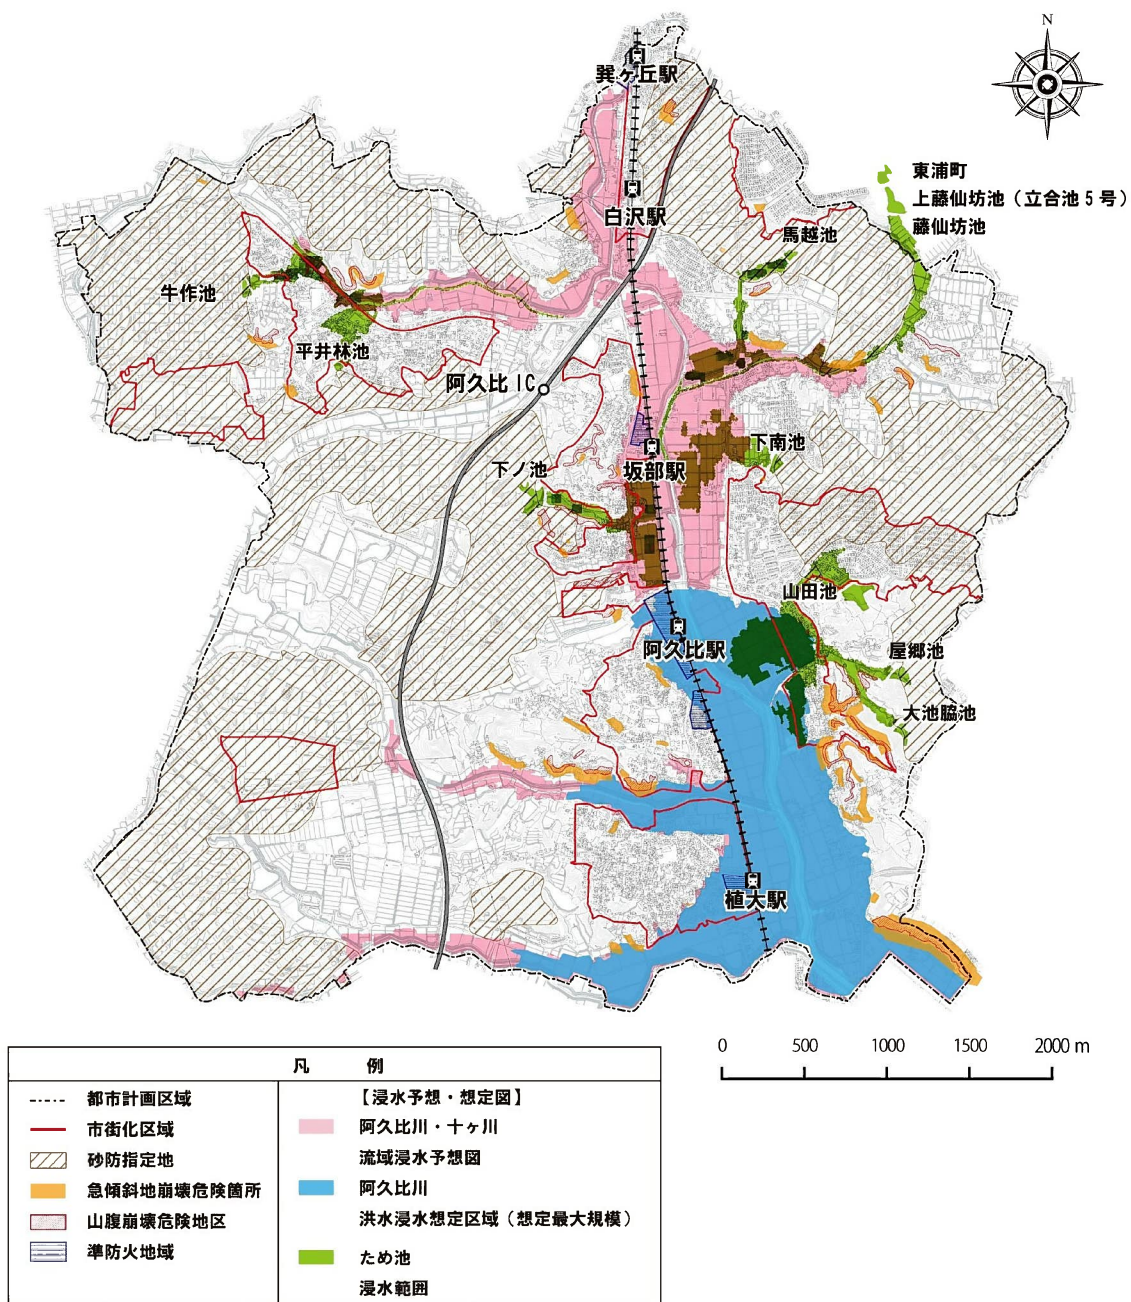 N
巽ヶ丘駅
東浦町
上藤仙坊池（立合池５号）
藤仙坊池
白沢駅
馬越池
牛作池
平井林池
阿久比 IC
下南池
坂部駅
下ノ池
山田池
阿久比駅
屋郷池
大池脇池
植大駅
0 500 1000 1500 2000 m
凡 例
都市計画区域
市街化区域
砂防指定地
急傾斜地崩壊危険箇所
山腹崩壊危険地区
準防火地域
【浸水予想・想定図】
阿久比川・十ヶ川
流域浸水予想図
阿久比川
洪水浸水想定区域（想定最大規模）
ため池
浸水範囲